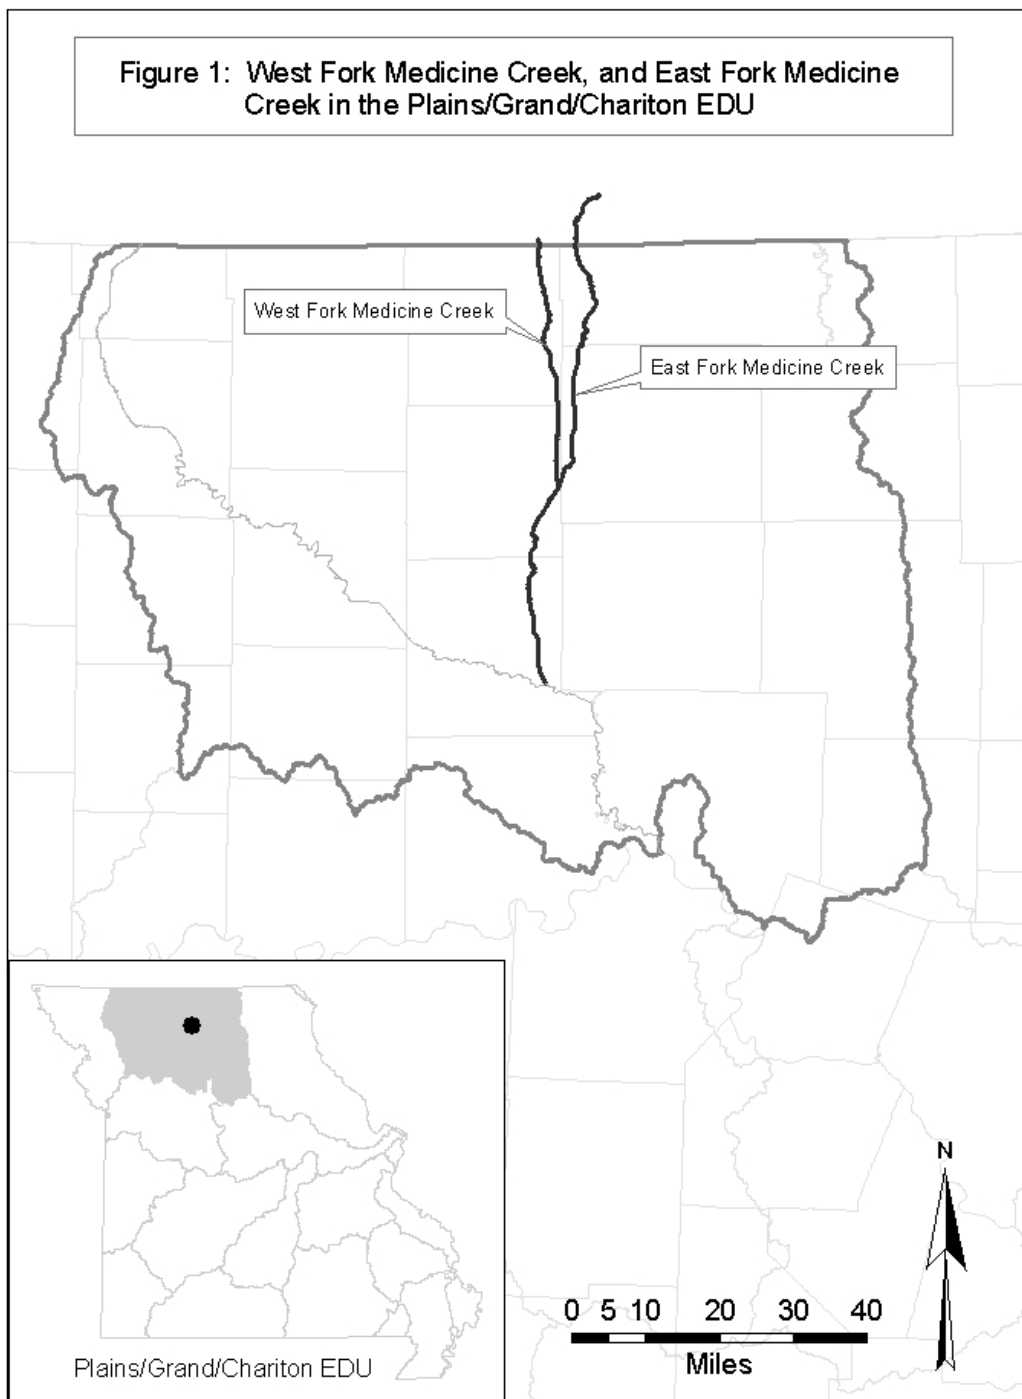 Figure 1: West Fork Medicine Creek, and East Fork Medicine
Creek in the Plains/Grand/Chariton EDU
West Fork Medicine Creek
East Fork Medicine Creek
N
0 5 10 20 30 40
Miles
Plains/Grand/Chariton EDU